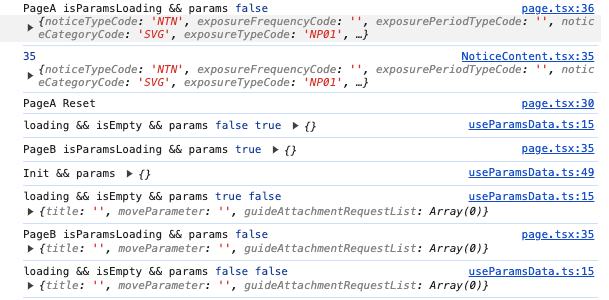 PageA isParamsLoading && params false page.tsx:36
▶ {noticeTypeCode: 'NTN', exposureFrequencyCode: '', exposurePeriodTypeCode: '', notic
eCategoryCode: 'SVG', exposureTypeCode: 'NP01', …}
35 NoticeContent.tsx:35
▶ {noticeTypeCode: 'NTN', exposureFrequencyCode: '', exposurePeriodTypeCode: '', notic
eCategoryCode: 'SVG', exposureTypeCode: 'NP01', …}
PageA Reset page.tsx:30
loading && isEmpty && params false true ▶ {} useParamsData.ts:15
PageB isParamsLoading && params true ▶ {} page.tsx:35
Init && params ▶ {} useParamsData.ts:49
loading && isEmpty && params true false useParamsData.ts:15
▶ {title: '', moveParameter: '', guideAttachmentRequestList: Array(0)}
PageB isParamsLoading && params false page.tsx:35
▶ {title: '', moveParameter: '', guideAttachmentRequestList: Array(0)}
loading && isEmpty && params false false useParamsData.ts:15
▶ {title: '', moveParameter: '', guideAttachmentRequestList: Array(0)}